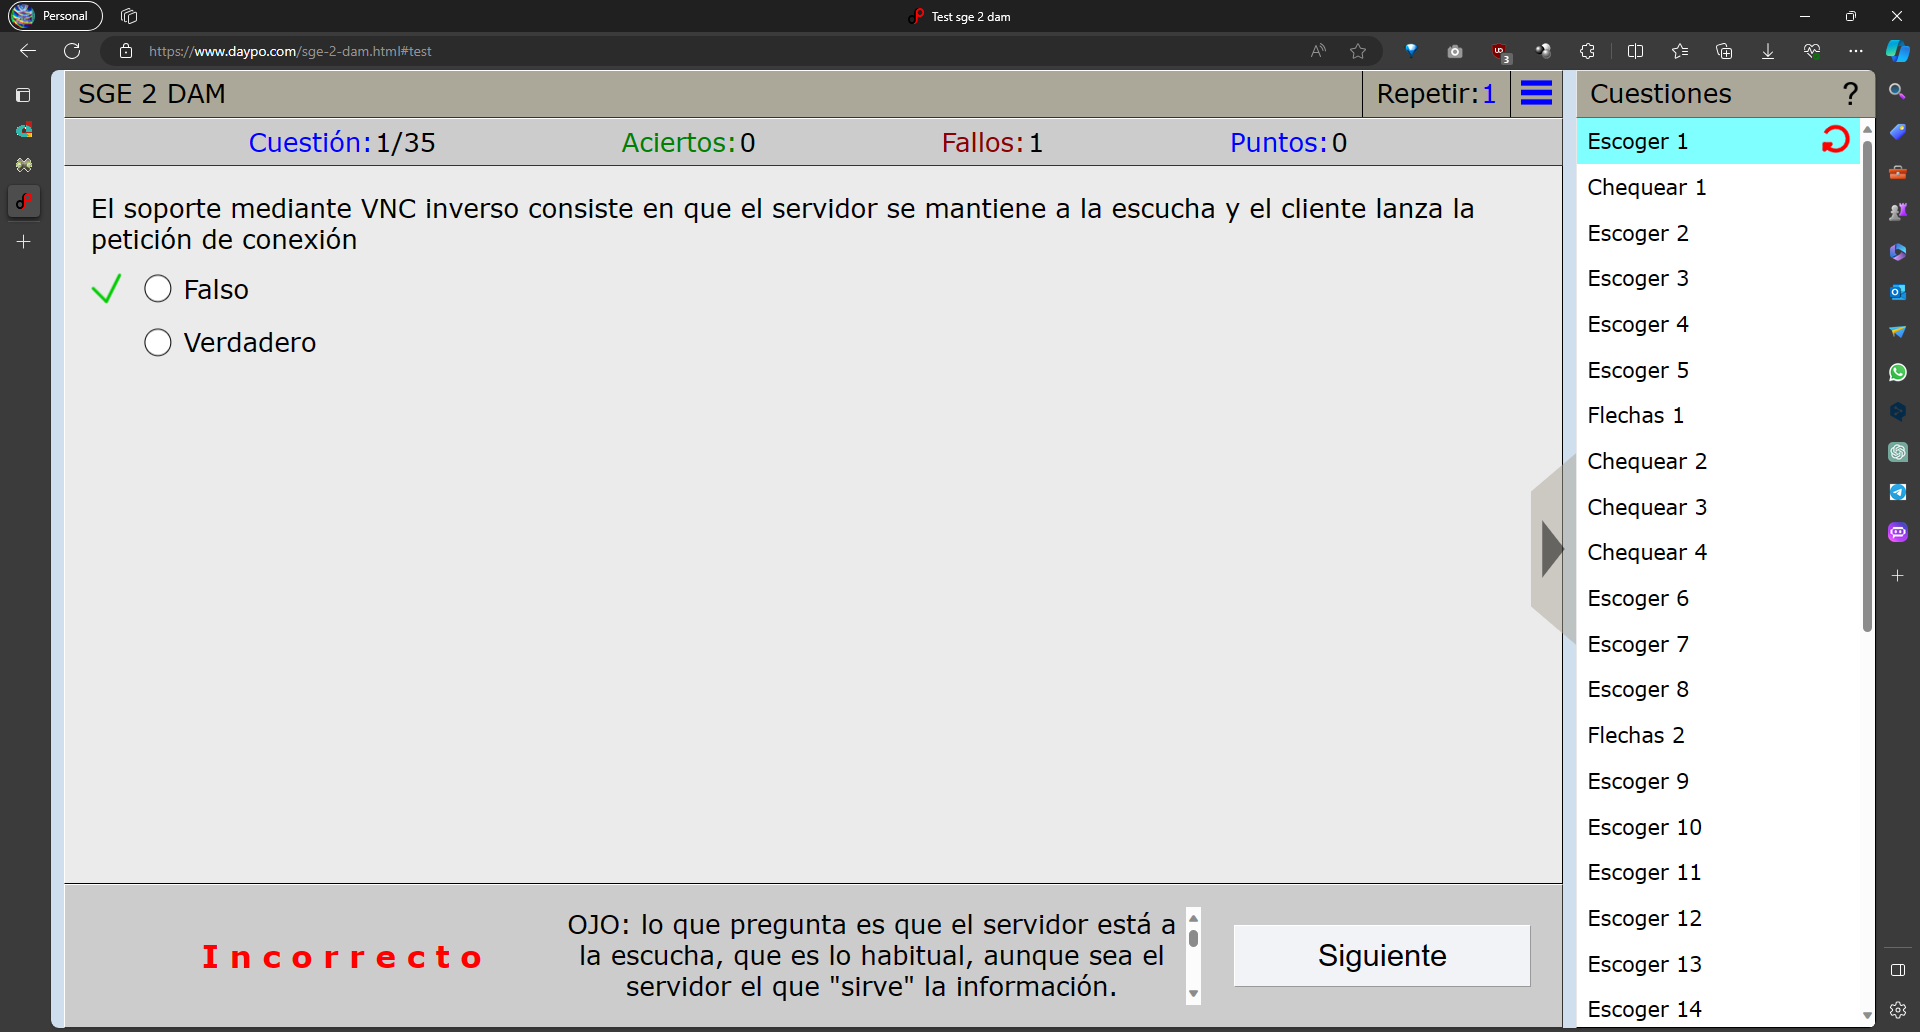 Personal
Test sge 2 dam
https://www.daypo.com/sge-2-dam.html#test
SGE 2 DAM
Repetir:1
Cuestiones
?
Cuestión:1/35
Aciertos:0
Fallos:1
Puntos:0
El soporte mediante VNC inverso consiste en que el servidor se mantiene a la escucha y el cliente lanza la
petición de conexión
Falso
Verdadero
Escoger 1
Chequear 1
Escoger 2
Escoger 3
Escoger 4
Escoger 5
Flechas 1
Chequear 2
Chequear 3
Chequear 4
Escoger 6
Escoger 7
Escoger 8
Flechas 2
Escoger 9
Escoger 10
Escoger 11
Escoger 12
Escoger 13
Escoger 14
Incorrecto
OJO: lo que pregunta es que el servidor está a
la escucha, que es lo habitual, aunque sea el
servidor el que "sirve" la información.
Siguiente
3